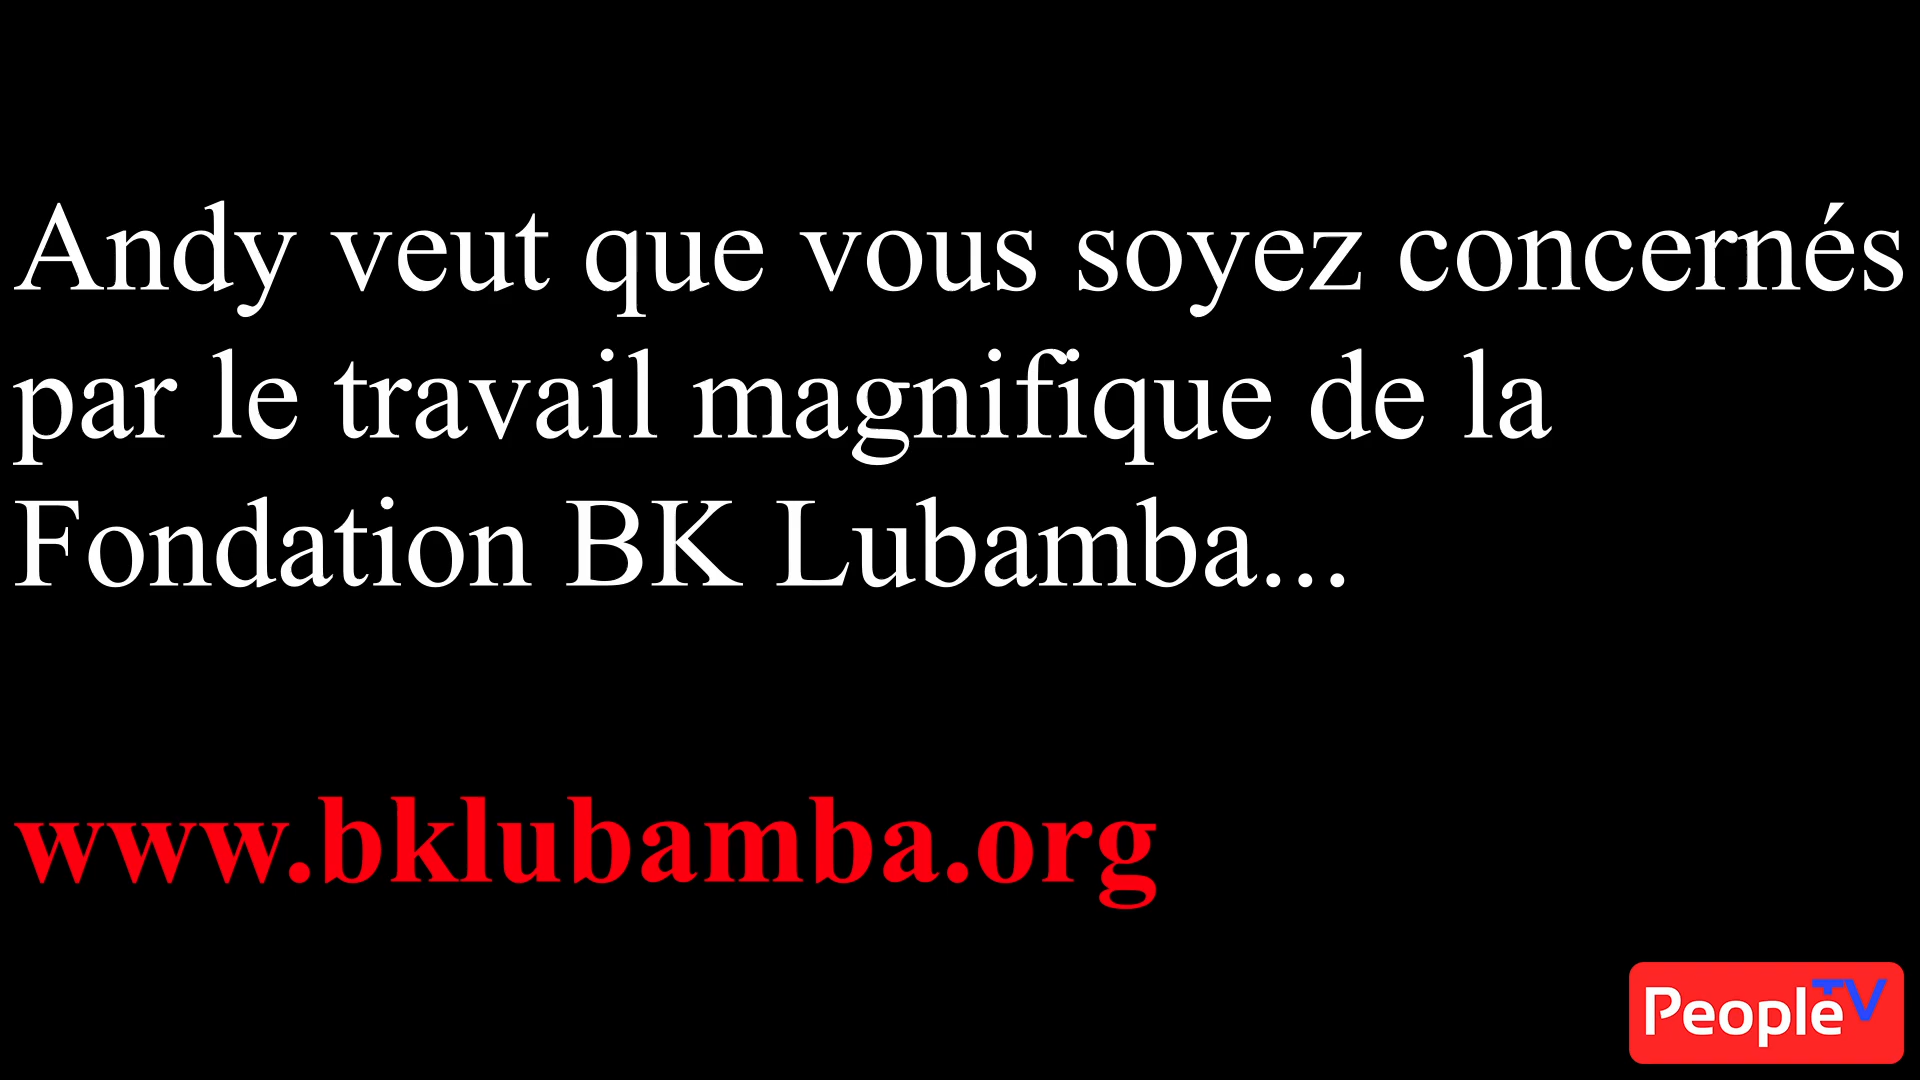 Andy veut que vous soyez concernés
par le travail magnifique de la
Fondation BK Lubamba...
www.bklubamba.org
PeopleTV